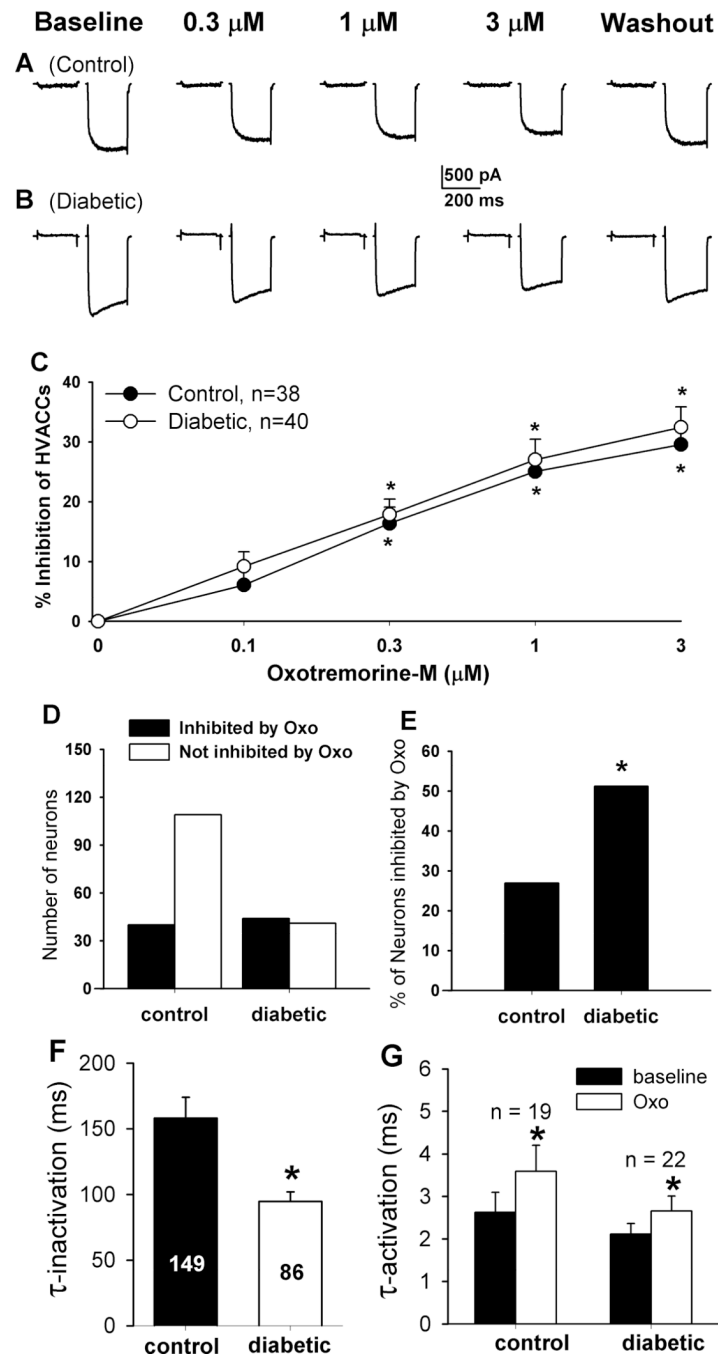 Baseline 0.3 μM 1 μM 3 μM Washout
A (Control)
500 pA
200 ms
B (Diabetic)
C
Control, n=38
Diabetic, n=40
% Inhibition of HVACCs
40
30
20
10
0
* * *
* * *
0 0.1 0.3 1 3
Oxotremorine-M (μM)
D
Inhibited by Oxo
Not inhibited by Oxo
Number of neurons
150
120
90
60
30
0
control diabetic
E
% of Neurons inhibited by Oxo
60
50
40
30
20
10
0
*
control diabetic
F
τ-inactivation (ms)
200
150
100
50
0
*
149 86
control diabetic
G
baseline
Oxo
τ-activation (ms)
6
5
4
3
2
1
0
n = 19
*
n = 22
*
control diabetic